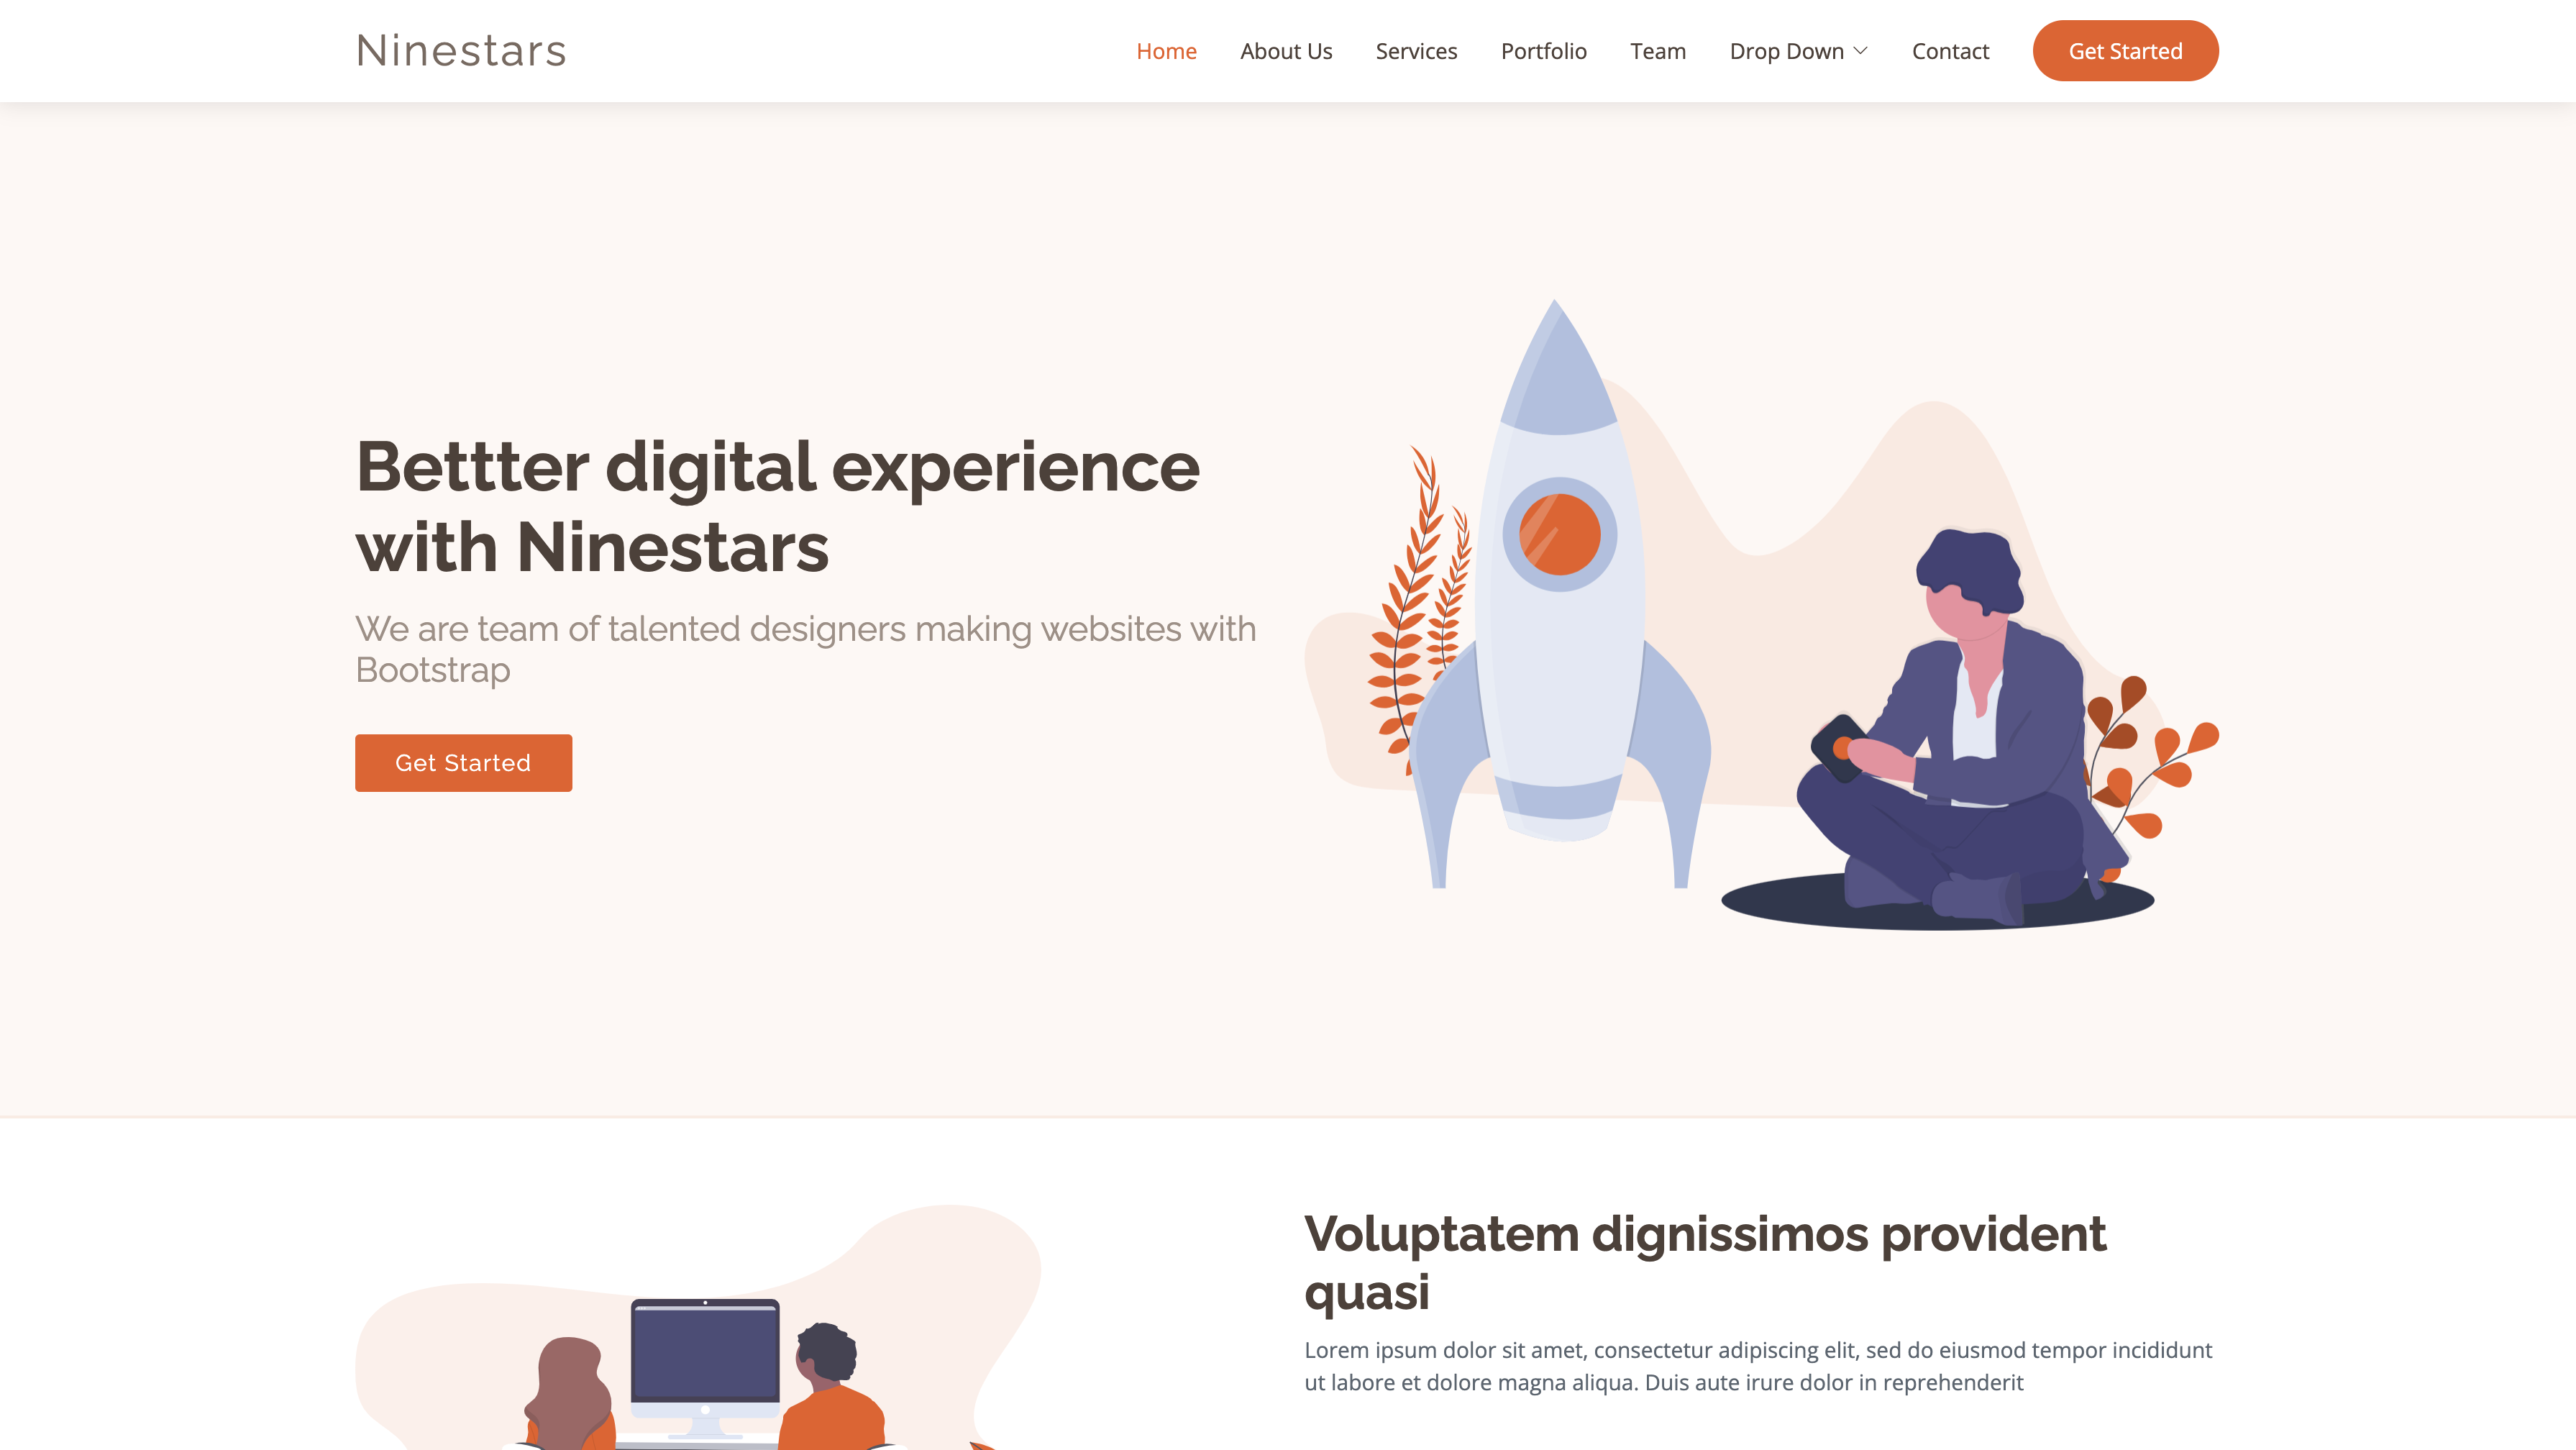 Ninestars
Home About Us Services Portfolio Team Drop Down Contact Get Started
Bettter digital experience
with Ninestars
We are team of talented designers making websites with
Bootstrap
Get Started
Voluptatem dignissimos provident
quasi
Lorem ipsum dolor sit amet, consectetur adipiscing elit, sed do eiusmod tempor incididunt
ut labore et dolore magna aliqua. Duis aute irure dolor in reprehenderit